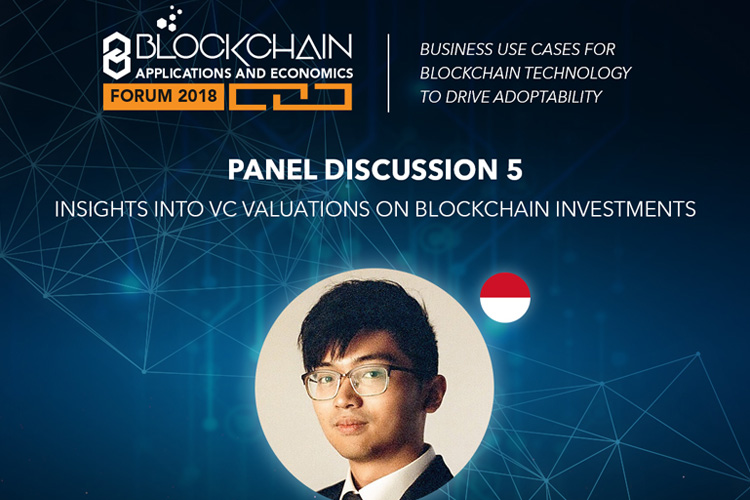 BLOCKCHAIN
APPLICATIONS AND ECONOMICS
FORUM 2018
BUSINESS USE CASES FOR
BLOCKCHAIN TECHNOLOGY
TO DRIVE ADOPTABILITY
PANEL DISCUSSION 5
INSIGHTS INTO VC VALUATIONS ON BLOCKCHAIN INVESTMENTS